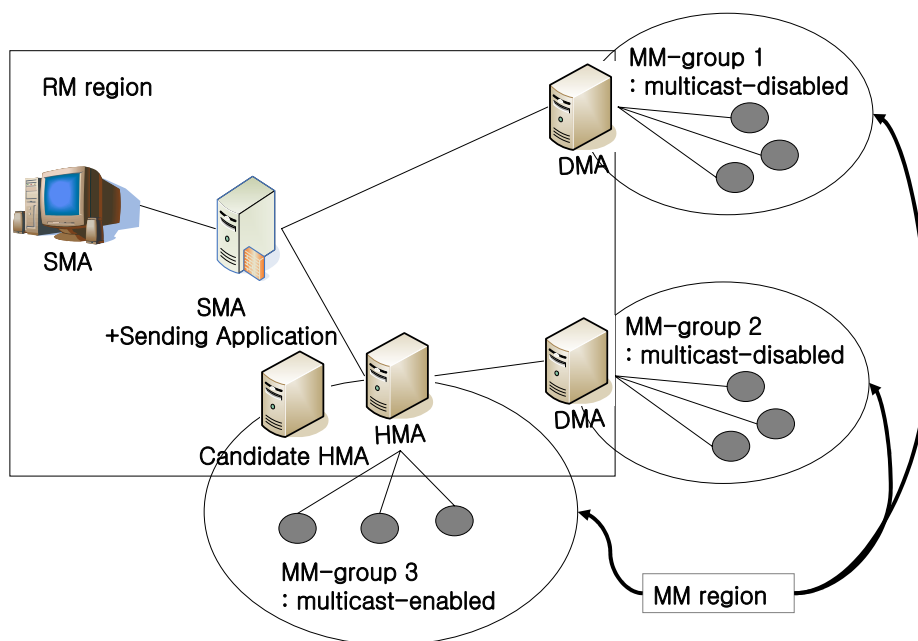 RM region
MM-group 1
: multicast-disabled
DMA
SMA
SMA
+Sending Application
MM-group 2
: multicast-disabled
DMA
HMA
Candidate HMA
MM-group 3
: multicast-enabled
MM region